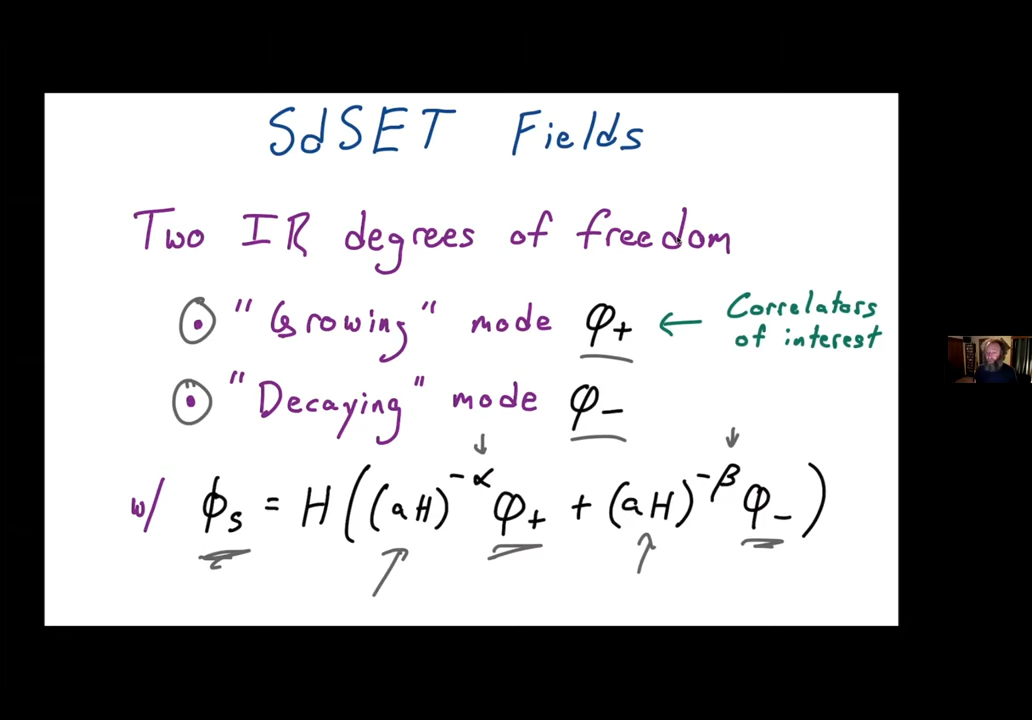 SdSET Fields
Two IR degrees of freedom
"Growing" mode φ+ ← Correlators of interest
"Decaying" mode φ−
w/ ϕs = H((aH)^−α φ+ + (aH)^−β φ−)